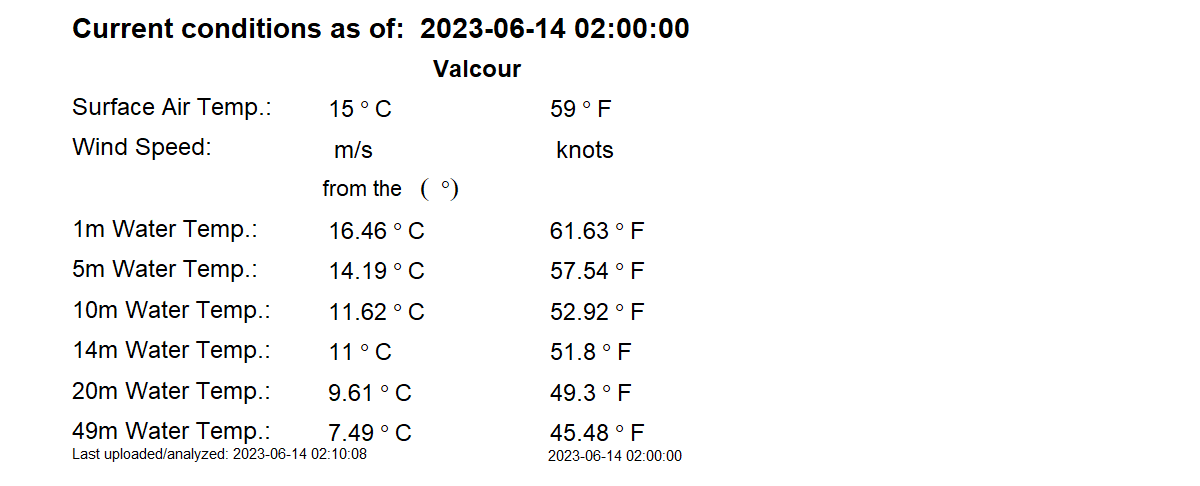 Current conditions as of: 2023-06-14 02:00:00
Valcour
Surface Air Temp.: 15 ° C 59 ° F
Wind Speed: m/s knots
from the ( °)
1m Water Temp.: 16.46 ° C 61.63 ° F
5m Water Temp.: 14.19 ° C 57.54 ° F
10m Water Temp.: 11.62 ° C 52.92 ° F
14m Water Temp.: 11 ° C 51.8 ° F
20m Water Temp.: 9.61 ° C 49.3 ° F
49m Water Temp.: 7.49 ° C 45.48 ° F
Last uploaded/analyzed: 2023-06-14 02:10:08 2023-06-14 02:00:00